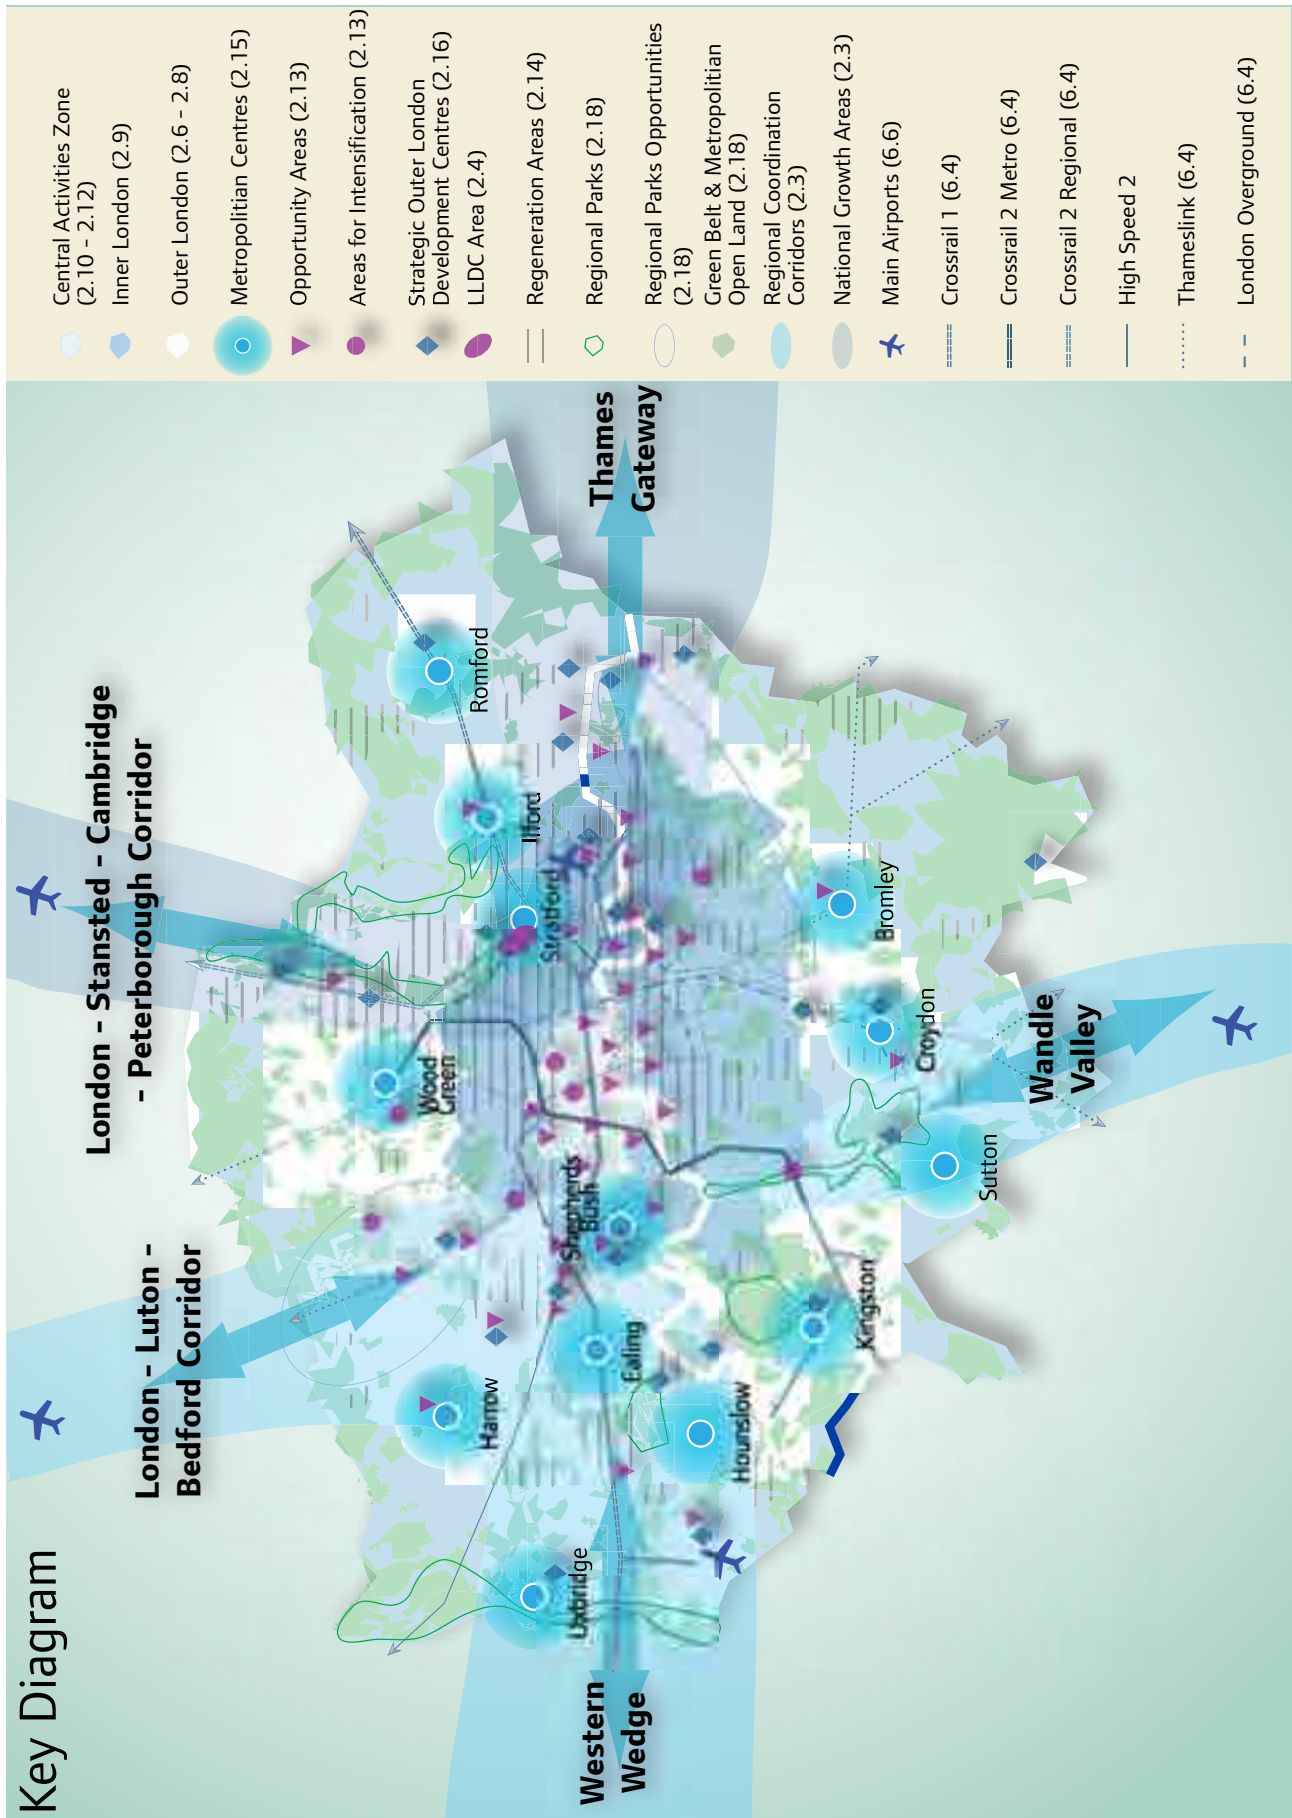 Key Diagram
London – Luton –
Bedford Corridor
London – Stansted – Cambridge
– Peterborough Corridor
Western
Wedge
Thames
Gateway
Wandle
Valley
Uxbridge
Harrow
Hounslow
Ealing
Kingston
Shepherds
Bush
Wood
Green
Sutton
Croydon
Bromley
Stratford
Ilford
Romford
Central Activities Zone
(2.10 – 2.12)
Inner London (2.9)
Outer London (2.6 – 2.8)
Metropolitian Centres (2.15)
Opportunity Areas (2.13)
Areas for Intensification (2.13)
Strategic Outer London
Development Centres (2.16)
LLDC Area (2.4)
Regeneration Areas (2.14)
Regional Parks (2.18)
Regional Parks Opportunities
(2.18)
Green Belt & Metropolitian
Open Land (2.18)
Regional Coordination
Corridors (2.3)
National Growth Areas (2.3)
Main Airports (6.6)
Crossrail 1 (6.4)
Crossrail 2 Metro (6.4)
Crossrail 2 Regional (6.4)
High Speed 2
Thameslink (6.4)
London Overground (6.4)